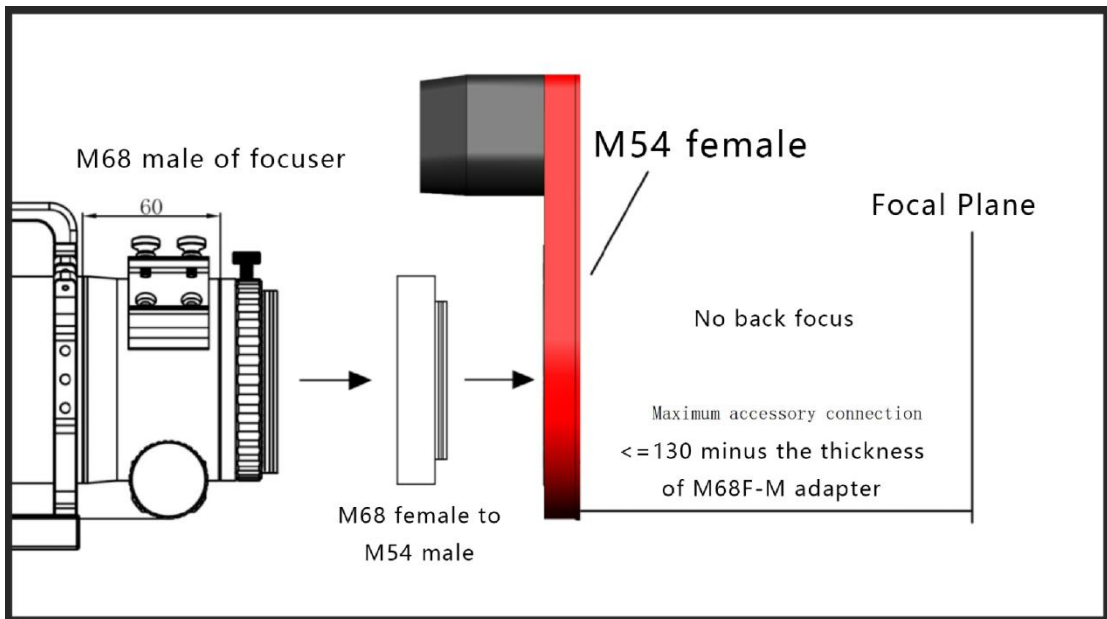 M68 male of focuser
60
M54 female
Focal Plane
No back focus
Maximum accessory connection
<=130 minus the thickness
of M68F-M adapter
M68 female to
M54 male